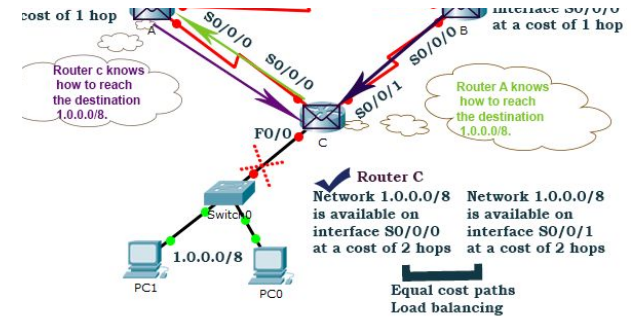 cost of 1 hop
A
S0/0/0
interface S0/0/0
at a cost of 1 hop
B
S0/0/0
S0/0/0
S0/0/1
Router c knows
how to reach
the destination
1.0.0.0/8.
Router A knows
how to reach
the destination
1.0.0.0/8.
F0/0
C
Switch0
Router C
Network 1.0.0.0/8
is available on
interface S0/0/0
at a cost of 2 hops
Network 1.0.0.0/8
is available on
interface S0/0/1
at a cost of 2 hops
1.0.0.0/8
PC1
PC0
Equal cost paths
Load balancing